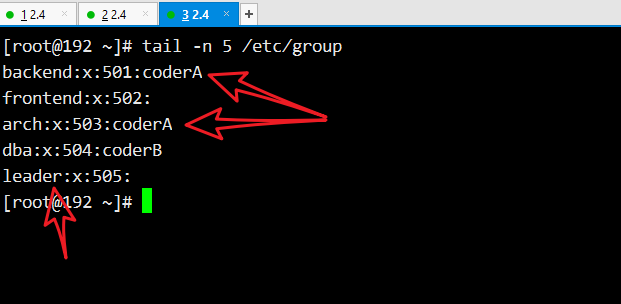 1 2.4 × 2 2.4 × 3 2.4 × +
[root@192 ~]# tail -n 5 /etc/group
backend:x:501:coderA
frontend:x:502:
arch:x:503:coderA
dba:x:504:coderB
leader:x:505:
[root@192 ~]#